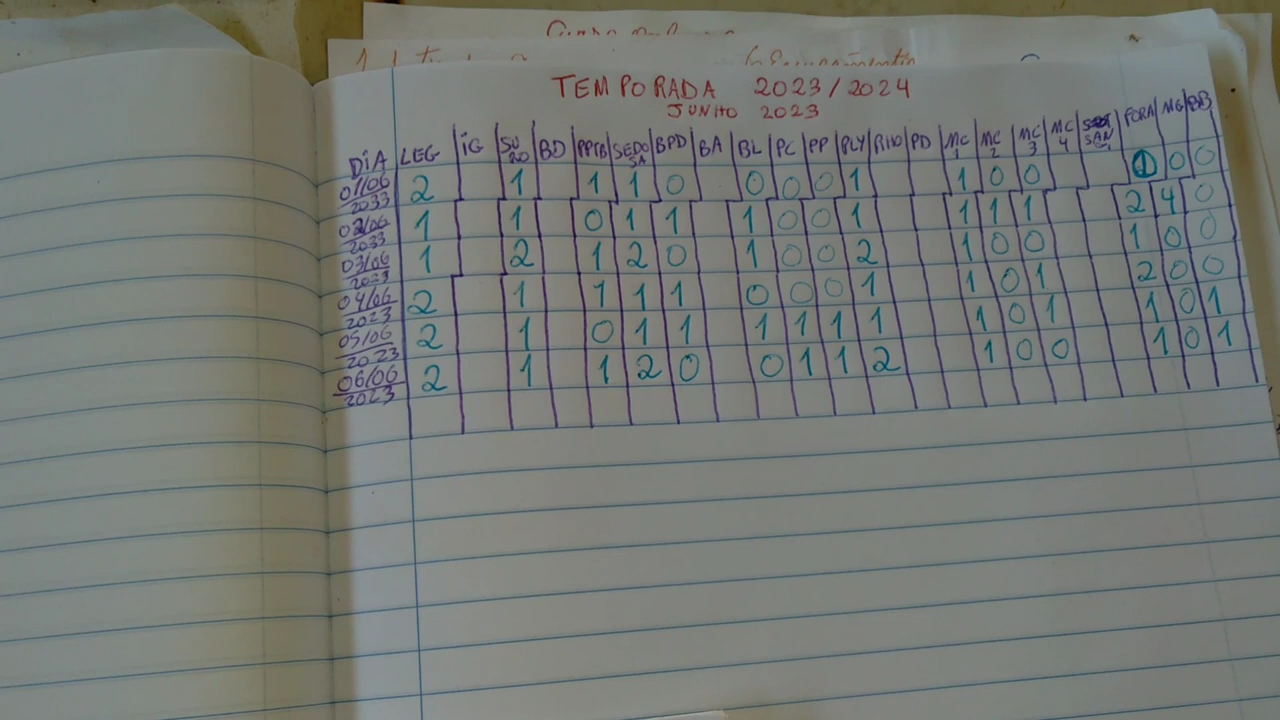 TEMPORADA 2023/2024
JUNHO 2023
DIA LEG IG SU 20 BD PPTB SEDO SA BPD BA BL PC PP PLY RHO PD MC 1 MC 2 MC 3 MC 4 SAN FORA MG BB
01/06 2033 2 1 1 1 0 0 0 0 1 1 0 0 1 0 0
02/06 2033 1 1 0 1 1 1 0 0 1 1 1 1 2 4 0
03/06 2023 1 2 1 2 0 1 0 0 2 1 0 0 1 0 0
04/06 2023 2 1 1 1 1 0 0 0 1 1 0 1 2 0 0
05/06 2023 2 1 0 1 1 1 1 1 1 1 0 1 1 0 1
06/06 2023 2 1 1 2 0 0 1 1 2 1 0 0 1 0 1